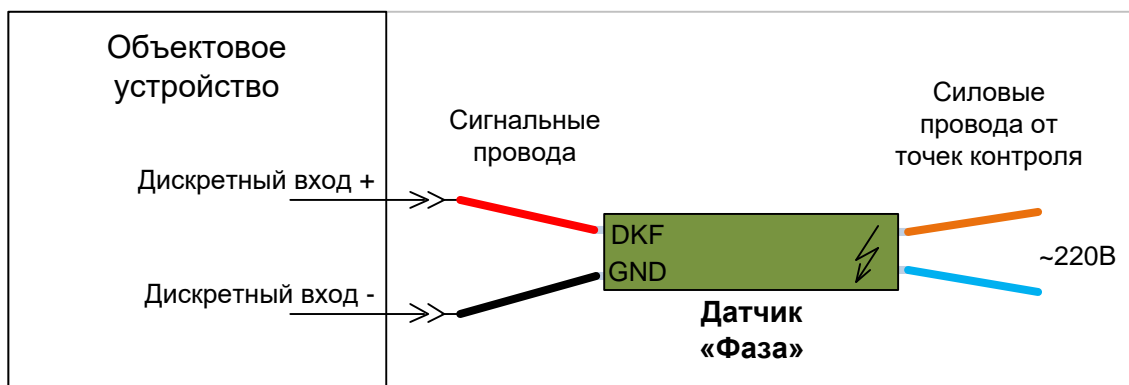 Объектовое
устройство
Сигнальные
провода
Силовые
провода от
точек контроля
Дискретный вход +
DKF
GND
~220В
Дискретный вход -
Датчик
«Фаза»